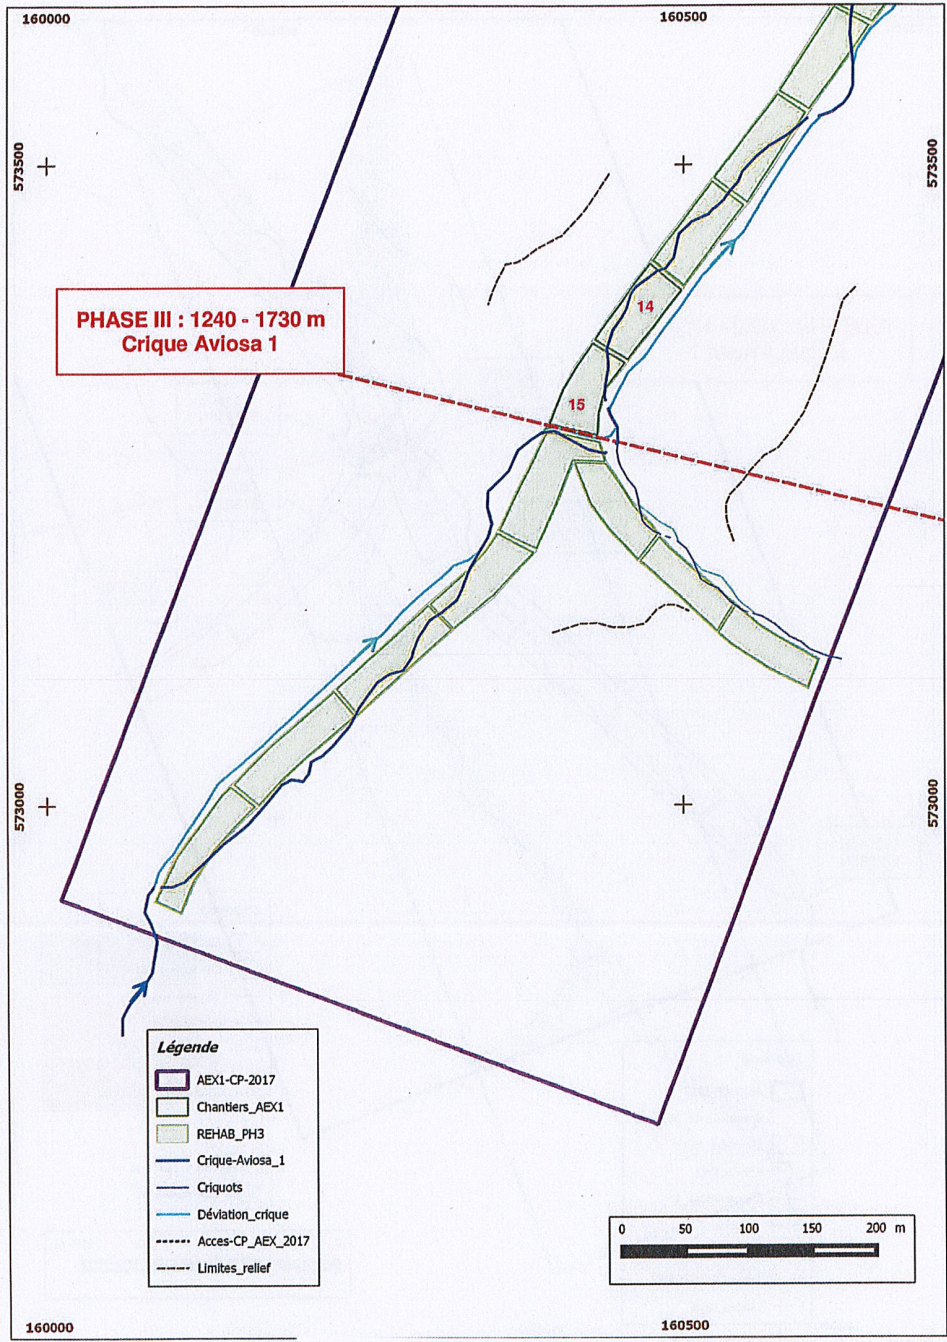 160000
160500
573500
573500
PHASE III : 1240 - 1730 m
Crique Aviosa 1
14
15
573000
573000
Légende
AEX1-CP-2017
Chantiers_AEX1
REHAB_PH3
Crique-Aviosa_1
Criquots
Déviation_crique
Acces-CP_AEX_2017
Limites_relief
0 50 100 150 200 m
160000
160500